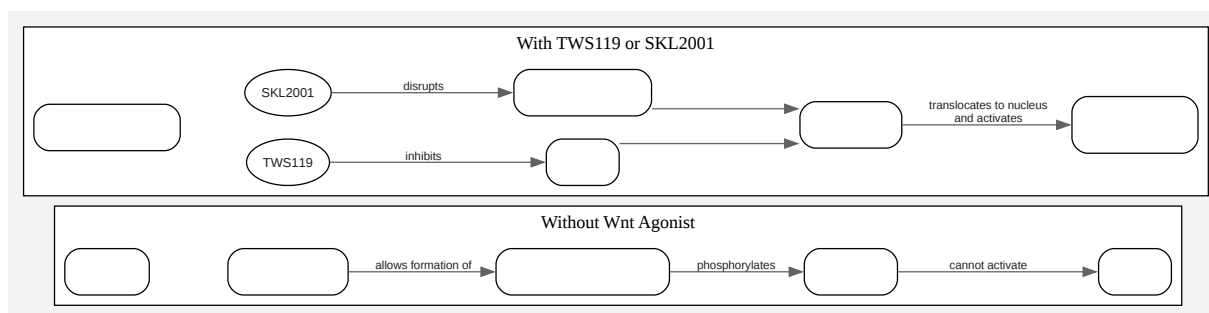 With TWS119 or SKL2001
SKL2001
disrupts
translocates to nucleus
and activates
TWS119
inhibits
Without Wnt Agonist
allows formation of
phosphorylates
cannot activate